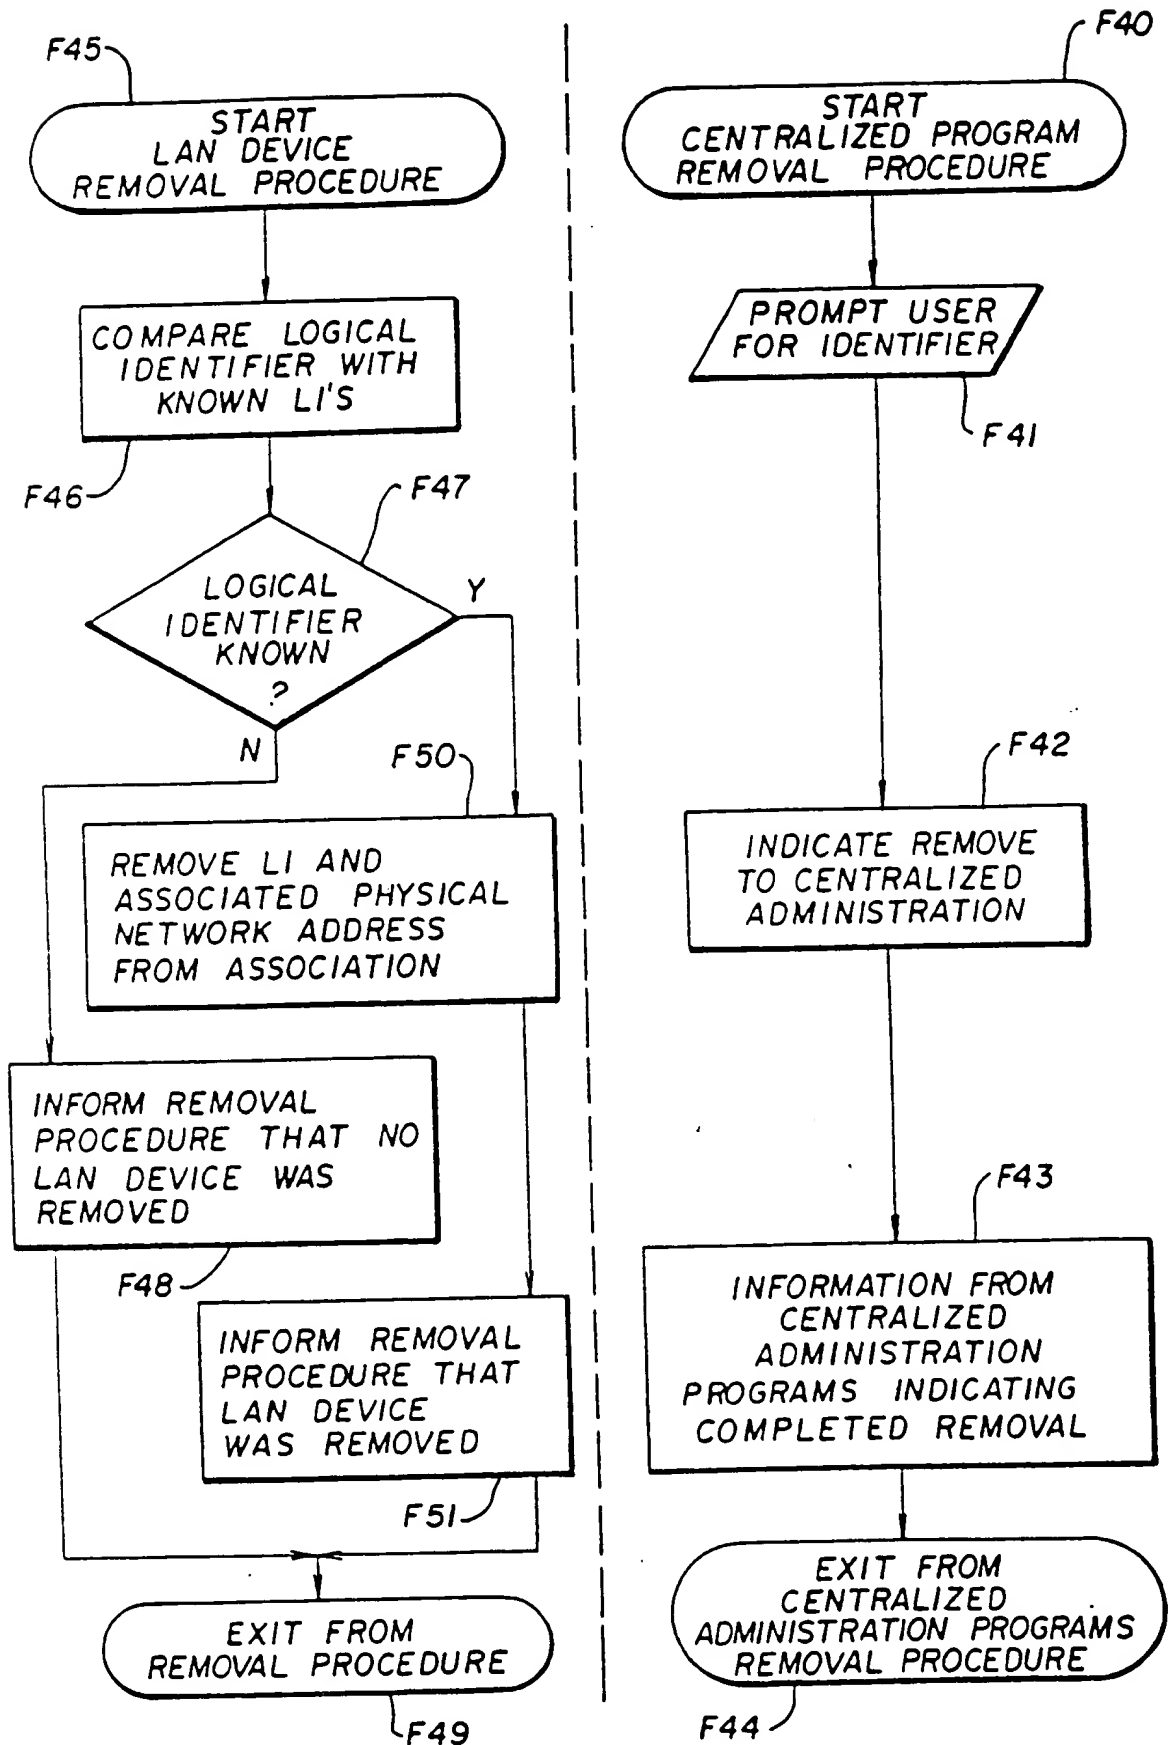 F45
START
LAN DEVICE
REMOVAL PROCEDURE
COMPARE LOGICAL
IDENTIFIER WITH
KNOWN LI'S
F46
F47
LOGICAL
IDENTIFIER
KNOWN
?
Y
N
F50
REMOVE LI AND
ASSOCIATED PHYSICAL
NETWORK ADDRESS
FROM ASSOCIATION
INFORM REMOVAL
PROCEDURE THAT NO
LAN DEVICE WAS
REMOVED
F48
INFORM REMOVAL
PROCEDURE THAT
LAN DEVICE
WAS REMOVED
F51
EXIT FROM
REMOVAL PROCEDURE
F49
F40
START
CENTRALIZED PROGRAM
REMOVAL PROCEDURE
PROMPT USER
FOR IDENTIFIER
F41
F42
INDICATE REMOVE
TO CENTRALIZED
ADMINISTRATION
F43
INFORMATION FROM
CENTRALIZED
ADMINISTRATION
PROGRAMS INDICATING
COMPLETED REMOVAL
EXIT FROM
CENTRALIZED
ADMINISTRATION PROGRAMS
REMOVAL PROCEDURE
F44